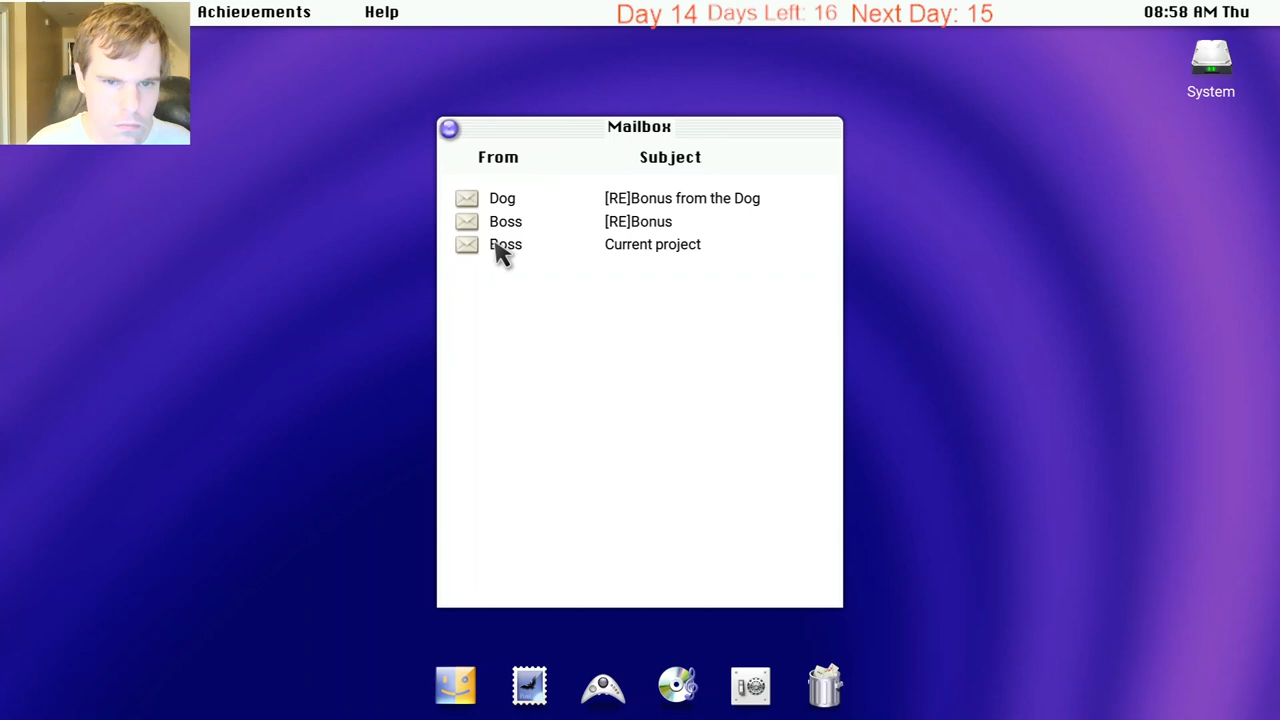 Achievements Help Day 14 Days Left: 16 Next Day: 15 08:58 AM Thu
System
Mailbox
From Subject
Dog [RE]Bonus from the Dog
Boss [RE]Bonus
Boss Current project